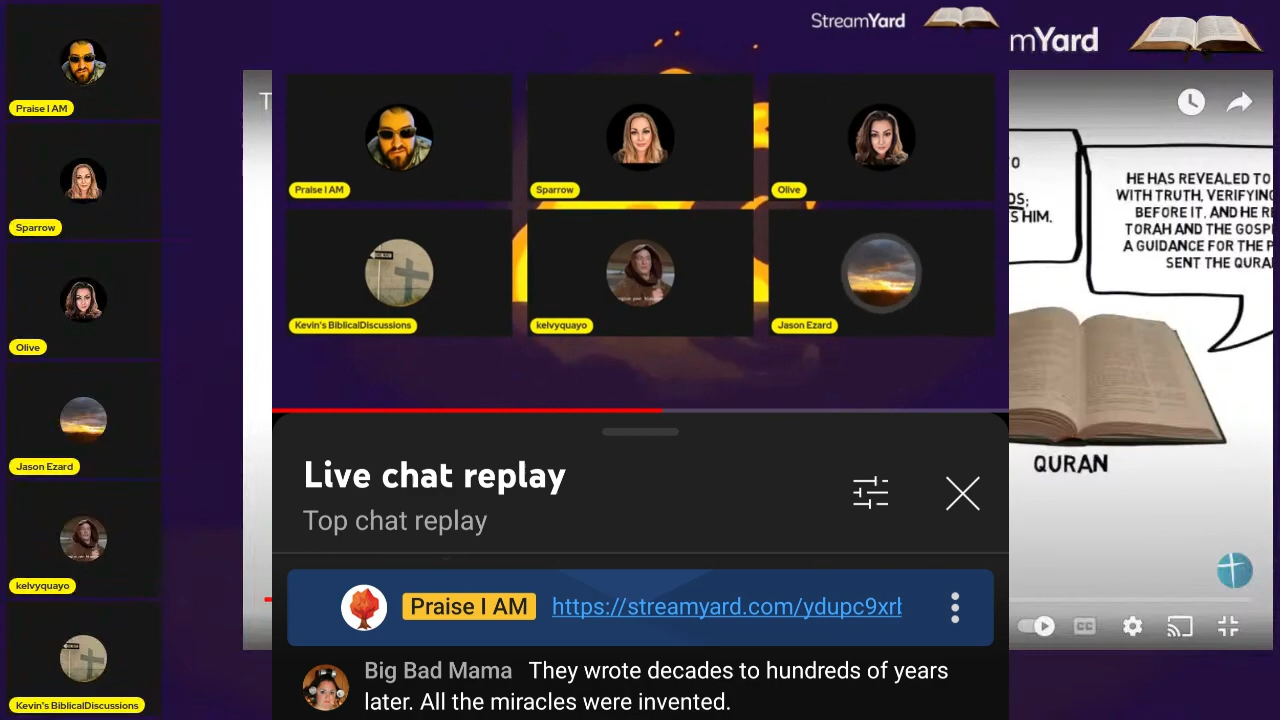 Praise I AM
Sparrow
Olive
Jason Ezard
kelvyquayo
Kevin's BiblicalDiscussions
T
StreamYard
Praise I AM
Sparrow
Olive
Kevin's BiblicalDiscussions
kelvyquayo
Jason Ezard
Live chat replay
Top chat replay
Praise I AM https://streamyard.com/ydupc9xrl
Big Bad Mama They wrote decades to hundreds of years
later. All the miracles were invented.
mYard
S HIM.
HE HAS REVEALED TO
WITH TRUTH, VERIFYING
BEFORE IT, AND HE RE
TORAH AND THE GOSP
A GUIDANCE FOR THE P
SENT THE QURA
QURAN
CC